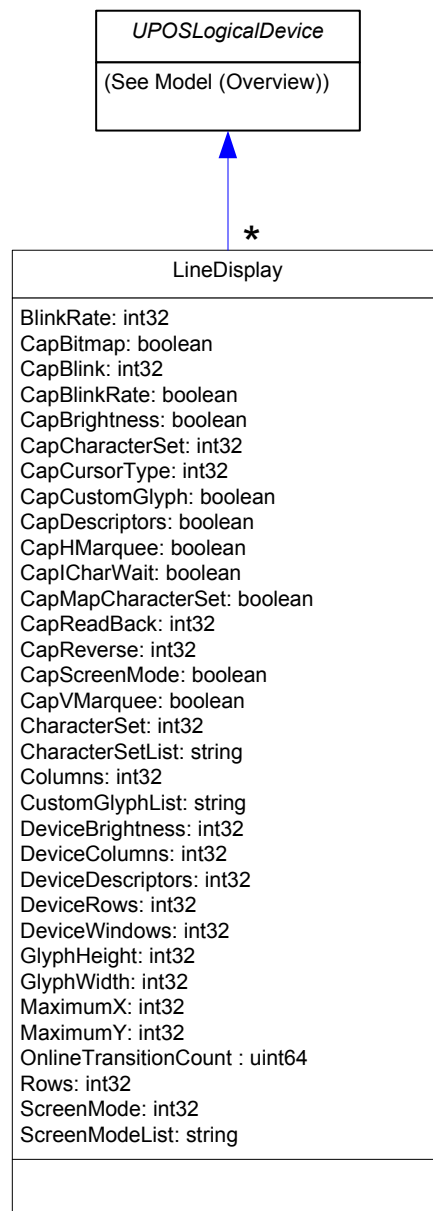 UPOSLogicalDevice
(See Model (Overview))
*
LineDisplay
BlinkRate: int32
CapBitmap: boolean
CapBlink: int32
CapBlinkRate: boolean
CapBrightness: boolean
CapCharacterSet: int32
CapCursorType: int32
CapCustomGlyph: boolean
CapDescriptors: boolean
CapHMarquee: boolean
CapICharWait: boolean
CapMapCharacterSet: boolean
CapReadBack: int32
CapReverse: int32
CapScreenMode: boolean
CapVMarquee: boolean
CharacterSet: int32
CharacterSetList: string
Columns: int32
CustomGlyphList: string
DeviceBrightness: int32
DeviceColumns: int32
DeviceDescriptors: int32
DeviceRows: int32
DeviceWindows: int32
GlyphHeight: int32
GlyphWidth: int32
MaximumX: int32
MaximumY: int32
OnlineTransitionCount : uint64
Rows: int32
ScreenMode: int32
ScreenModeList: string